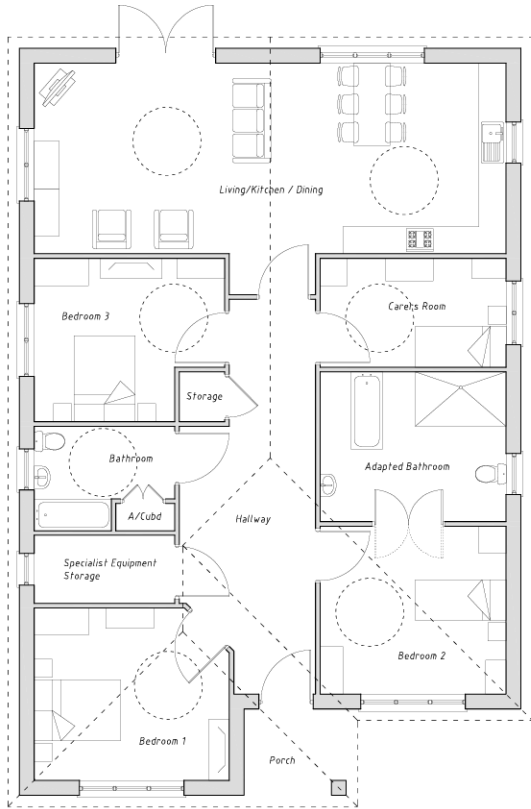 Living/Kitchen / Dining
Bedroom 3
Carer's Room
Storage
Bathroom
Adapted Bathroom
A/Cubd
Hallway
Specialist Equipment
Storage
Bedroom 2
Bedroom 1
Porch